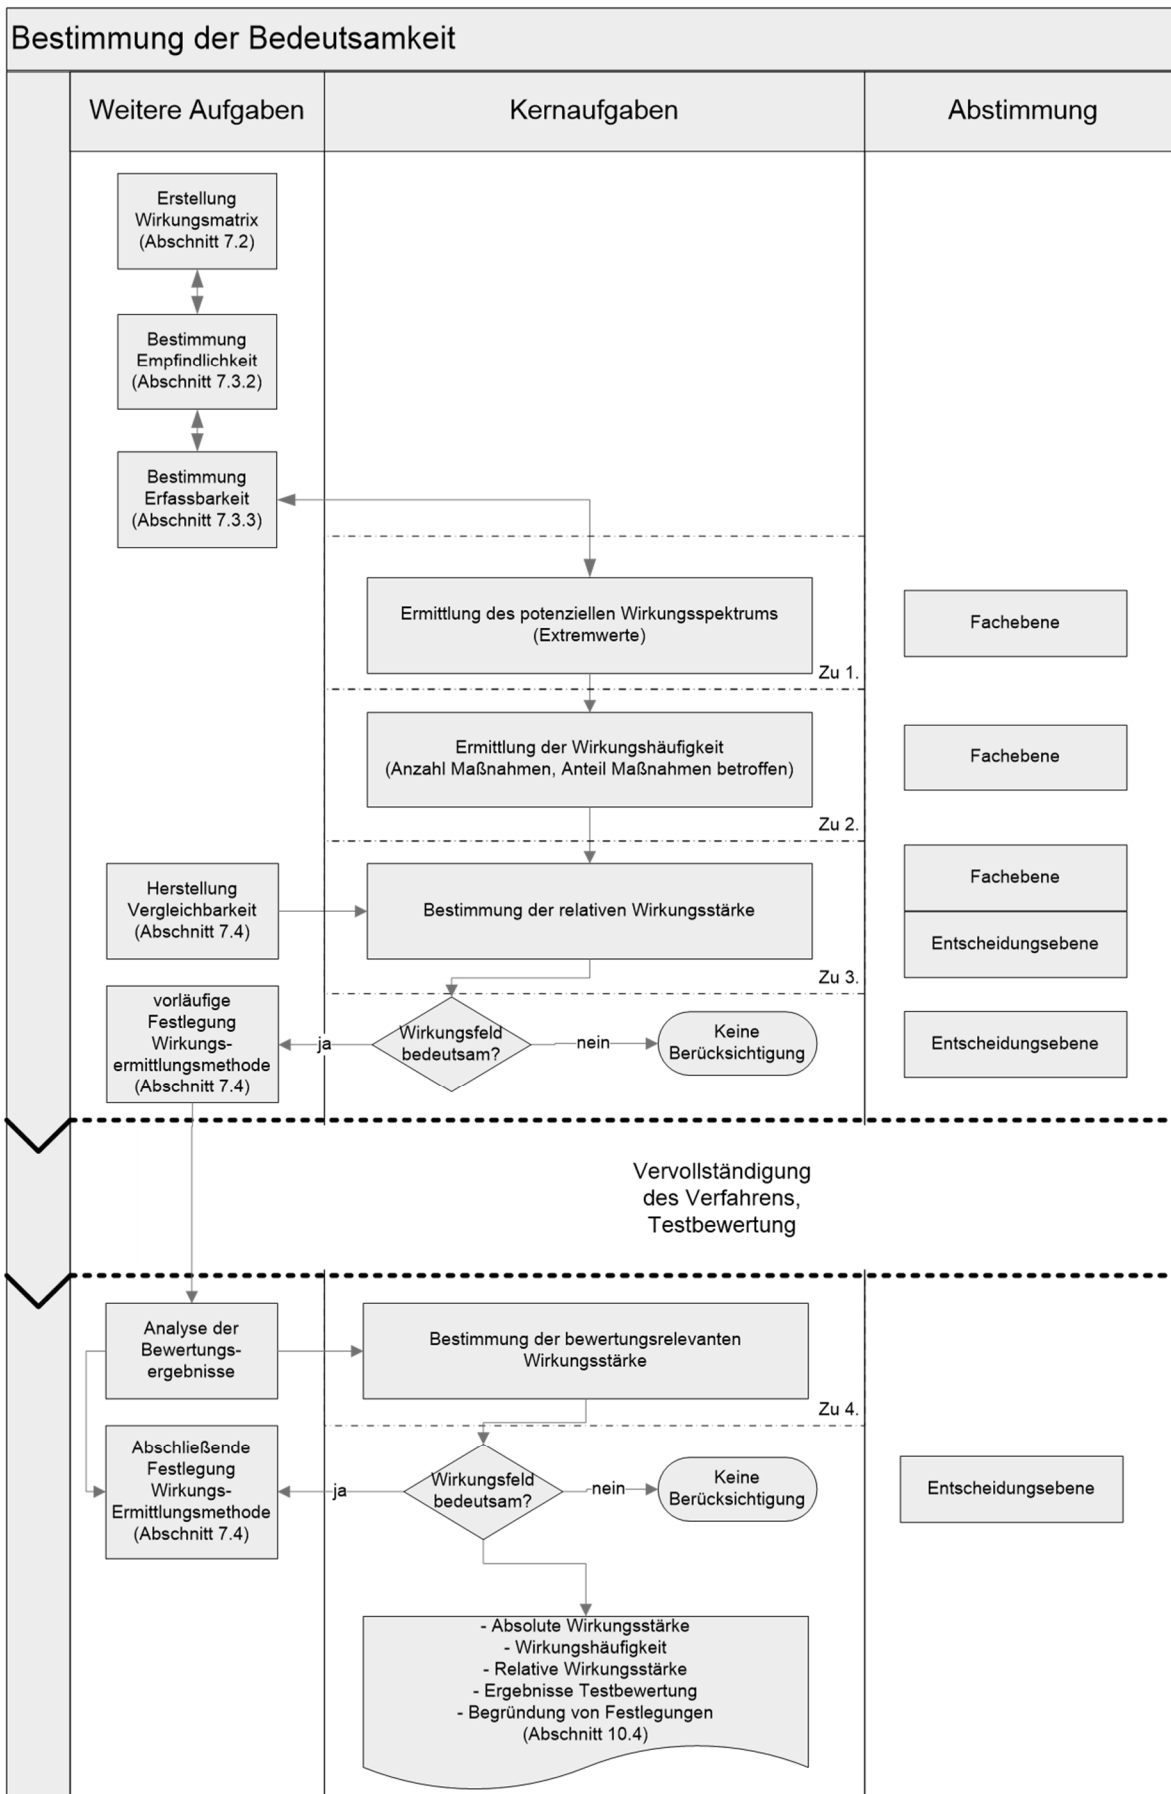 Bestimmung der Bedeutsamkeit
Weitere Aufgaben
Kernaufgaben
Abstimmung
Erstellung
Wirkungsmatrix
(Abschnitt 7.2)
Bestimmung
Empfindlichkeit
(Abschnitt 7.3.2)
Bestimmung
Erfassbarkeit
(Abschnitt 7.3.3)
Ermittlung des potenziellen Wirkungsspektrums
(Extremwerte)
Zu 1.
Fachebene
Ermittlung der Wirkungshäufigkeit
(Anzahl Maßnahmen, Anteil Maßnahmen betroffen)
Zu 2.
Fachebene
Herstellung
Vergleichbarkeit
(Abschnitt 7.4)
Bestimmung der relativen Wirkungsstärke
Zu 3.
Fachebene
Entscheidungsebene
vorläufige
Festlegung
Wirkungs-
ermittlungsmethode
(Abschnitt 7.4)
ja
Wirkungsfeld
bedeutsam?
nein
Keine
Berücksichtigung
Entscheidungsebene
Vervollständigung
des Verfahrens,
Testbewertung
Analyse der
Bewertungs-
ergebnisse
Bestimmung der bewertungsrelevanten
Wirkungsstärke
Zu 4.
Abschließende
Festlegung
Wirkungs-
Ermittlungsmethode
(Abschnitt 7.4)
ja
Wirkungsfeld
bedeutsam?
nein
Keine
Berücksichtigung
Entscheidungsebene
- Absolute Wirkungsstärke
- Wirkungshäufigkeit
- Relative Wirkungsstärke
- Ergebnisse Testbewertung
- Begründung von Festlegungen
(Abschnitt 10.4)